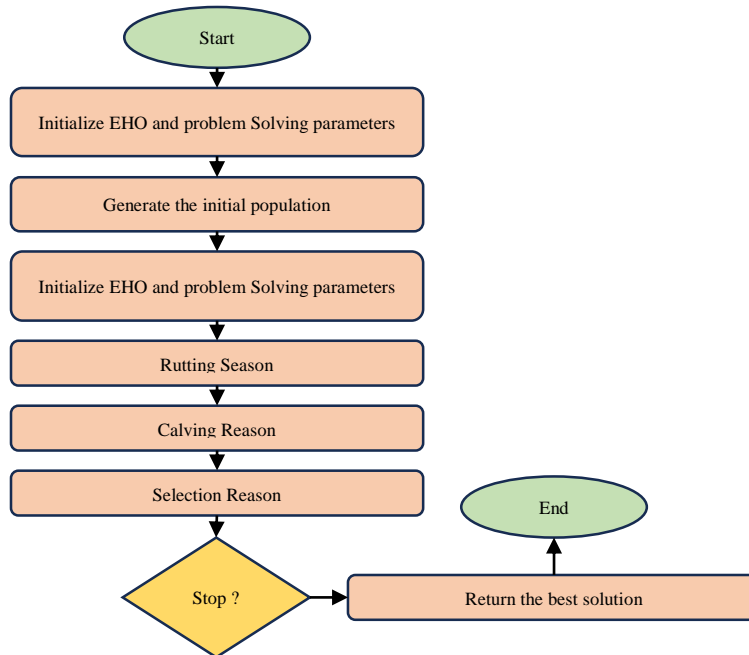 Start
Initialize EHO and problem Solving parameters
Generate the initial population
Initialize EHO and problem Solving parameters
Rutting Season
Calving Reason
Selection Reason
End
Stop ?
Return the best solution